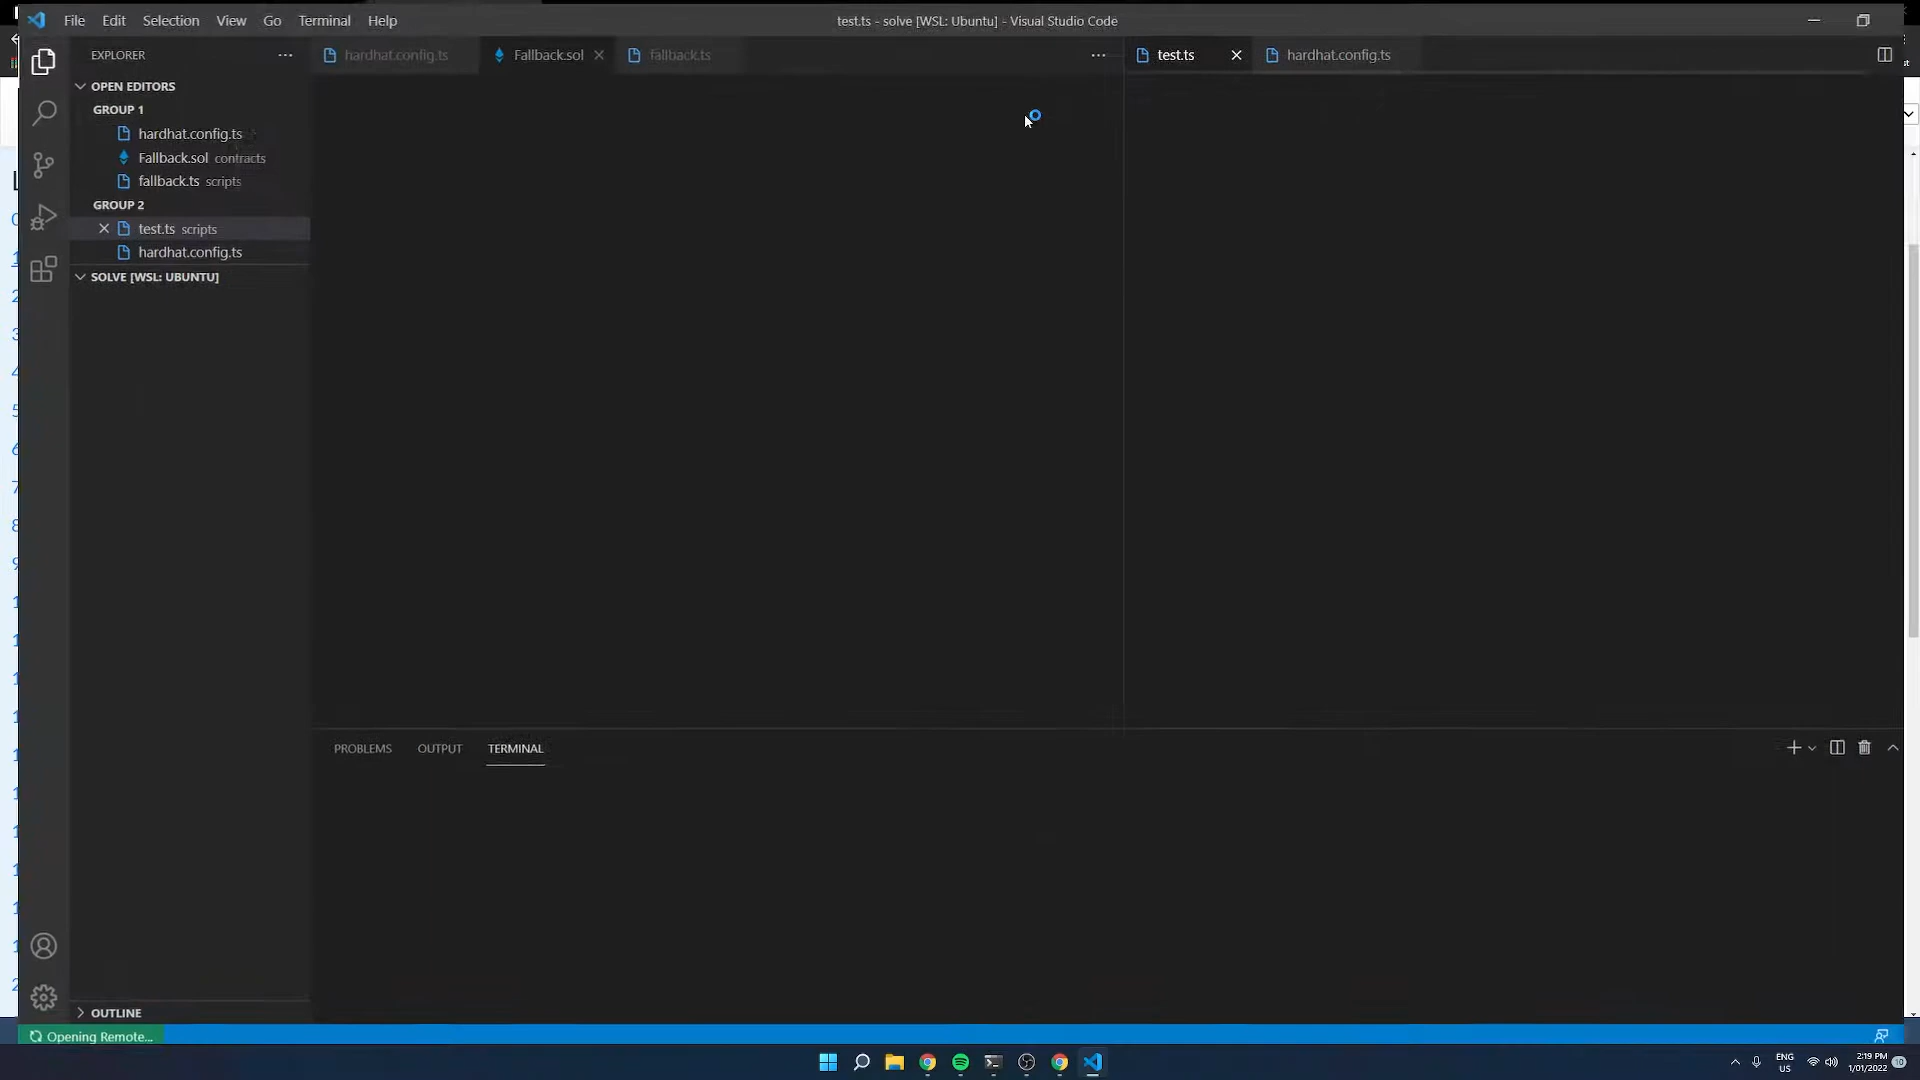 File Edit Selection View Go Terminal Help
test.ts - solve [WSL: Ubuntu] - Visual Studio Code
EXPLORER
hardhat.config.ts
Fallback.sol
fallback.ts
test.ts
hardhat.config.ts
OPEN EDITORS
GROUP 1
hardhat.config.ts
Fallback.sol contracts
fallback.ts scripts
GROUP 2
test.ts scripts
hardhat.config.ts
SOLVE [WSL: UBUNTU]
PROBLEMS OUTPUT TERMINAL
OUTLINE
Opening Remote...
ENG
US
2:19 PM
1/01/2022
10